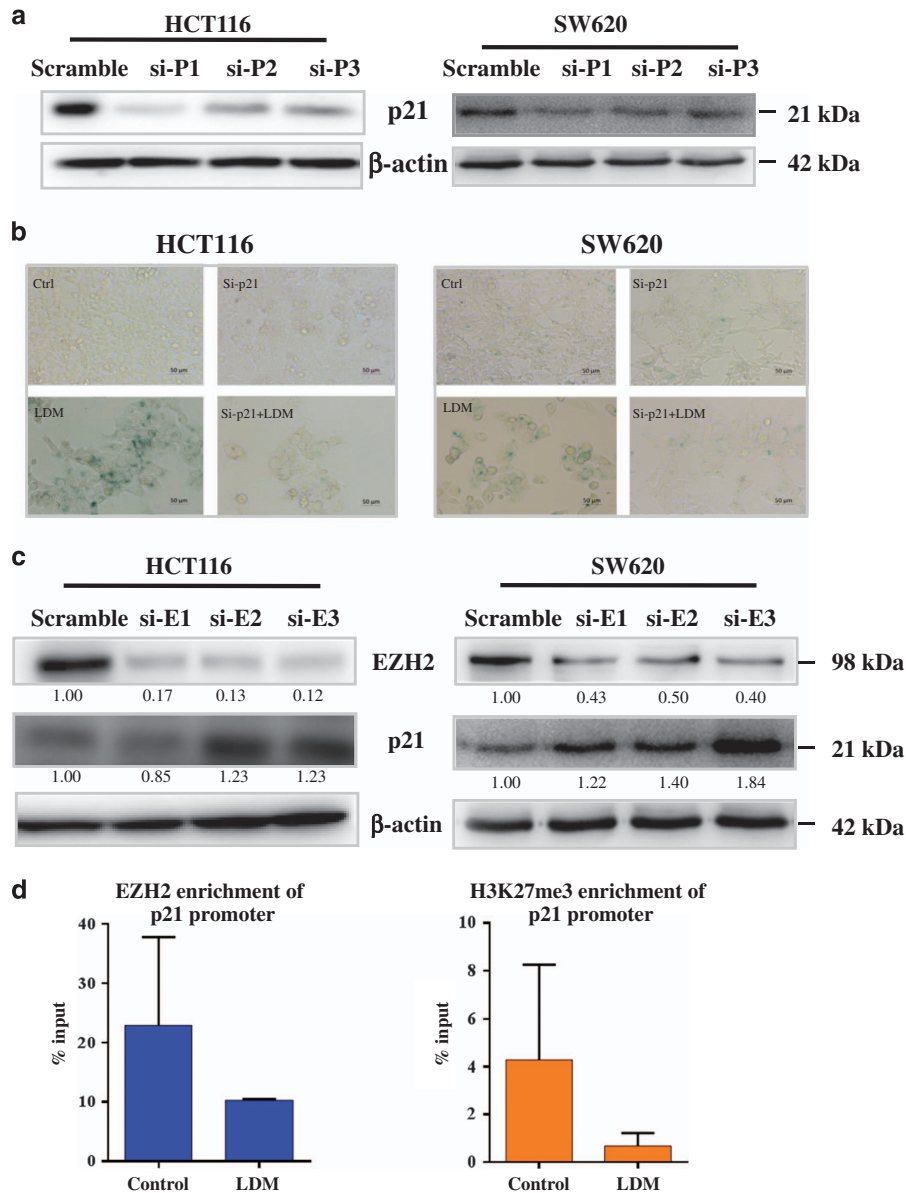 a
HCT116 SW620
Scramble si-P1 si-P2 si-P3 Scramble si-P1 si-P2 si-P3
p21 21 kDa
β-actin 42 kDa
b
HCT116 SW620
Ctrl Si-p21 Ctrl Si-p21
50 µm 50 µm 50 µm 50 µm
LDM Si-p21+LDM LDM Si-p21+LDM
50 µm 50 µm 50 µm 50 µm
c
HCT116 SW620
Scramble si-E1 si-E2 si-E3 Scramble si-E1 si-E2 si-E3
EZH2 98 kDa
1.00 0.17 0.13 0.12 1.00 0.43 0.50 0.40
p21 21 kDa
1.00 0.85 1.23 1.23 1.00 1.22 1.40 1.84
β-actin 42 kDa
d
EZH2 enrichment of
p21 promoter
% input
40
30
20
10
0
Control LDM
H3K27me3 enrichment of
p21 promoter
% input
10
8
6
4
2
0
Control LDM